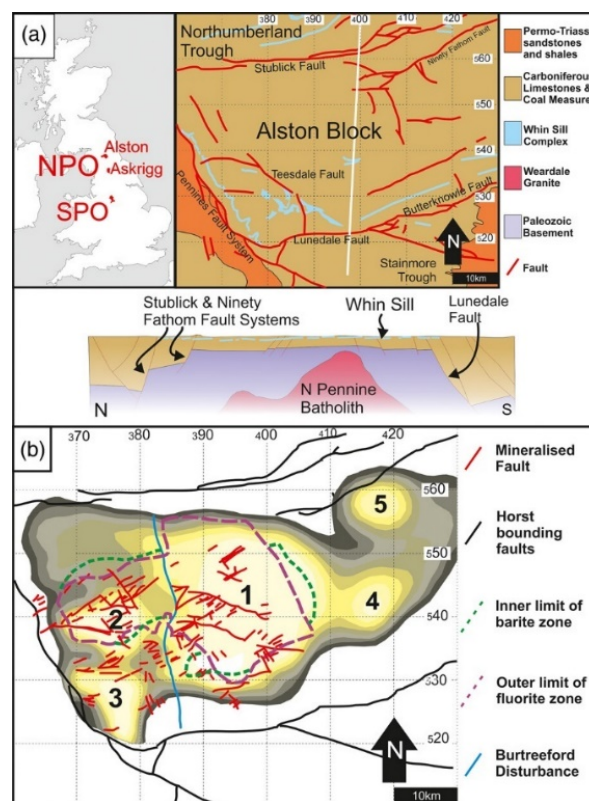 (a)
NPO
Alston
Askrigg
SPO
380
390
400
410
420
Northumberland
Trough
Ninety Fathom Fault
560
Stublick Fault
550
Alston Block
540
Teesdale Fault
530
Butterknowle Fault
Pennines Fault System
Lunedale Fault
520
N
Stainmore
Trough
10km
Permo-Triass
sandstones
and shales
Carboniferous
Limestones &
Coal Measure
Whin Sill
Complex
Weardale
Granite
Paleozoic
Basement
Fault
Stublick & Ninety
Fathom Fault Systems
Whin Sill
Lunedale
Fault
N Pennine
Batholith
N
S
(b)
370
380
390
400
410
420
560
550
540
530
520
5
1
2
4
3
N
10km
Mineralised
Fault
Horst
bounding
faults
Inner limit of
barite zone
Outer limit of
fluorite zone
Burtreeford
Disturbance